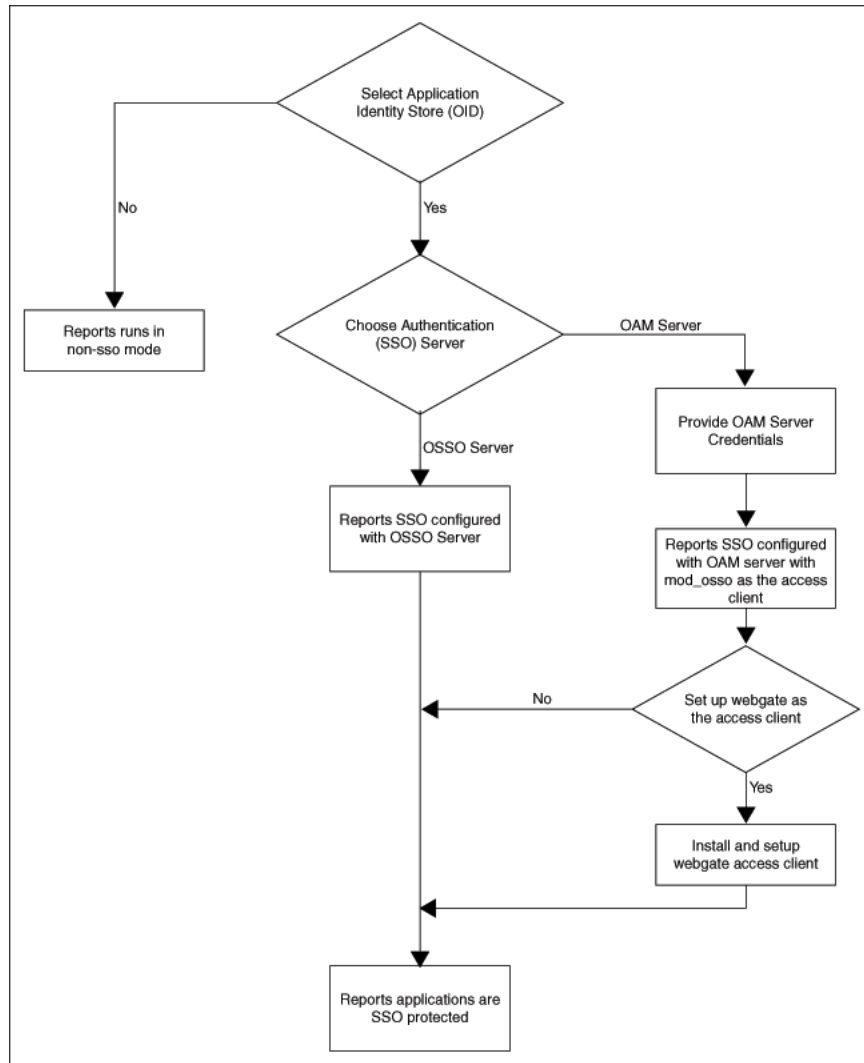 Select Application
Identity Store (OID)
No
Yes
Reports runs in
non-sso mode
Choose Authentication
(SSO) Server
OAM Server
Provide OAM Server
Credentials
OSSO Server
Reports SSO configured
with OSSO Server
Reports SSO configured
with OAM server with
mod_osso as the access
client
Set up webgate as
the access client
No
Yes
Install and setup
webgate access client
Reports applications are
SSO protected